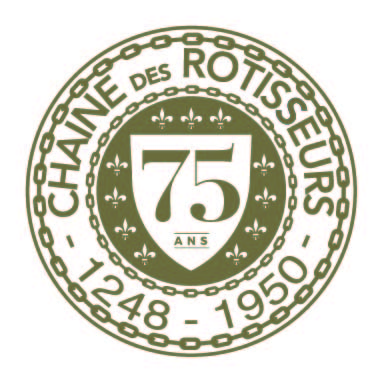 CHAINE DES ROTISSEURS
75
ANS
- 1248 - 1950 -